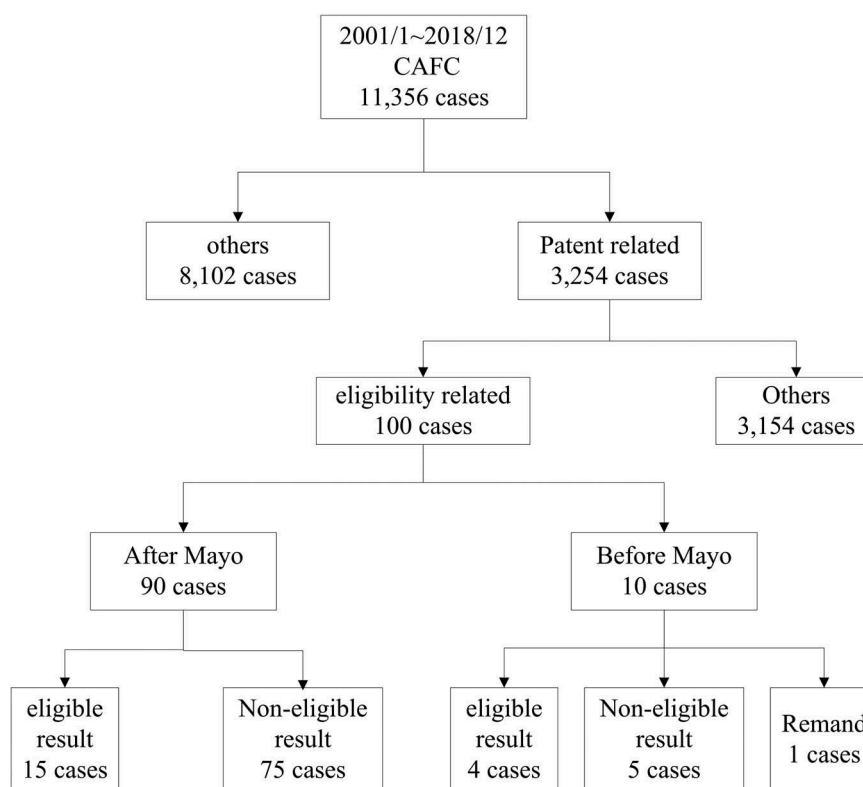 2001/1~2018/12
CAFC
11,356 cases
others
8,102 cases
Patent related
3,254 cases
eligibility related
100 cases
Others
3,154 cases
After Mayo
90 cases
Before Mayo
10 cases
eligible
result
15 cases
Non-eligible
result
75 cases
eligible
result
4 cases
Non-eligible
result
5 cases
Remand
1 cases